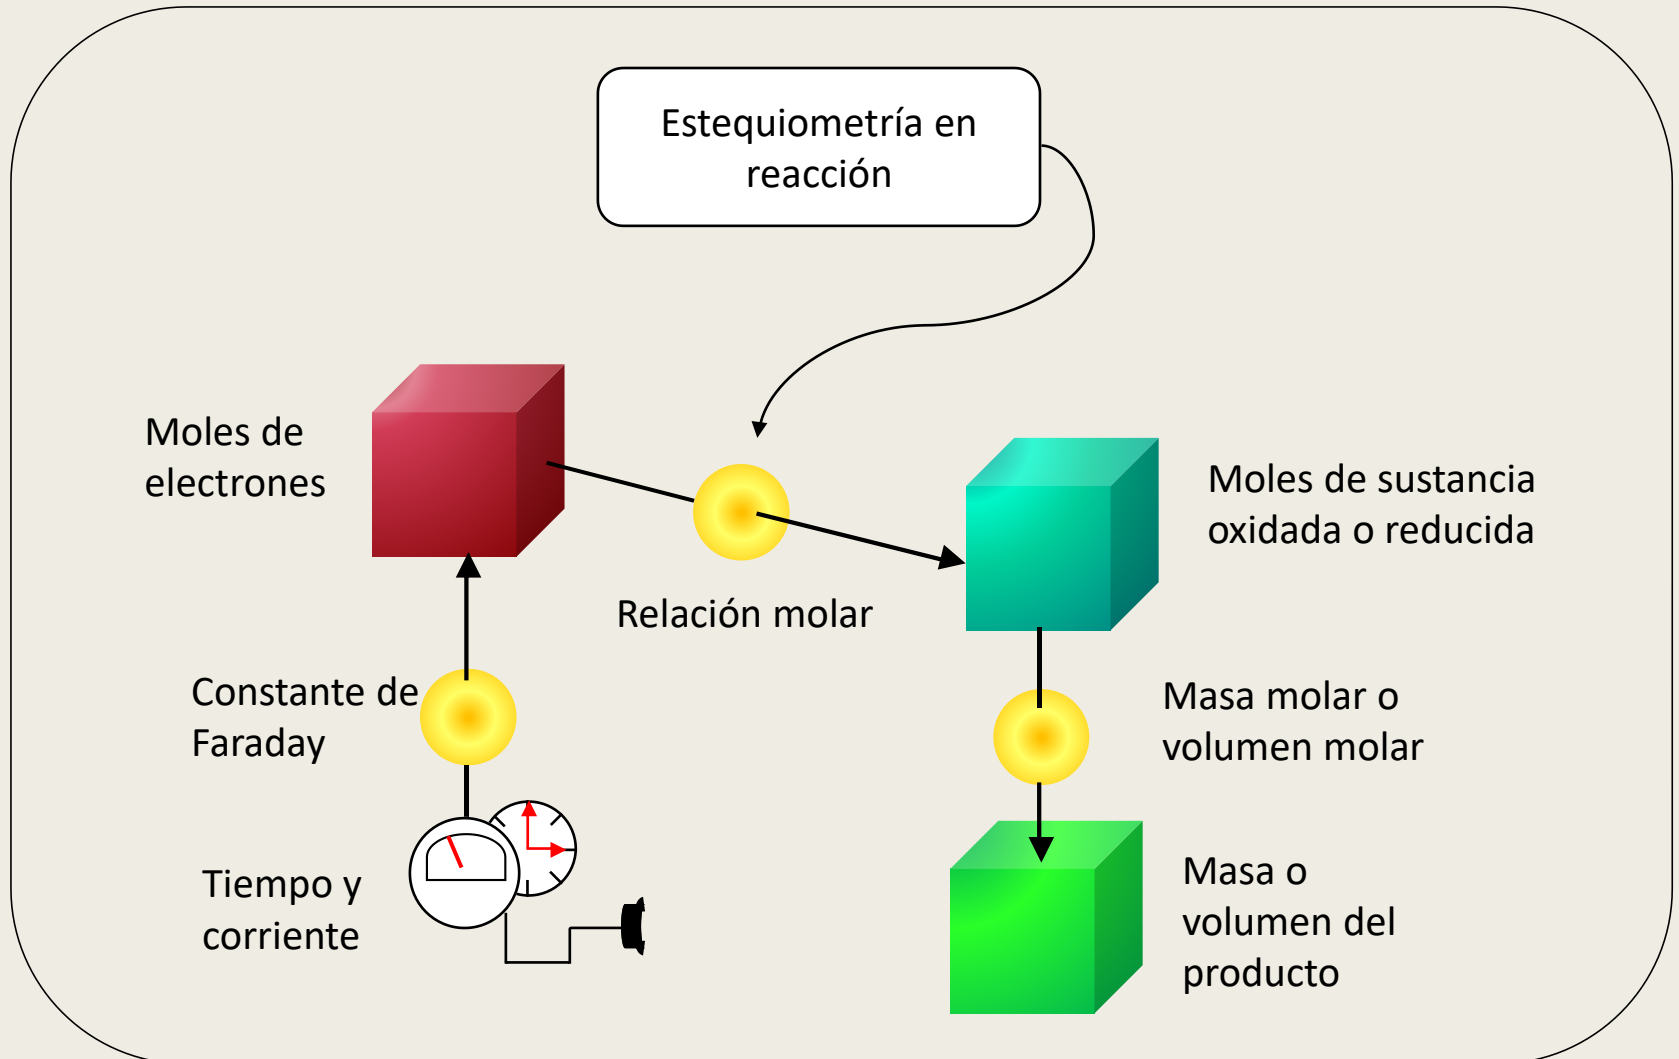 Estequiometría en
reacción
Moles de
electrones
Moles de sustancia
oxidada o reducida
Relación molar
Constante de
Faraday
Masa molar o
volumen molar
Tiempo y
corriente
Masa o
volumen del
producto